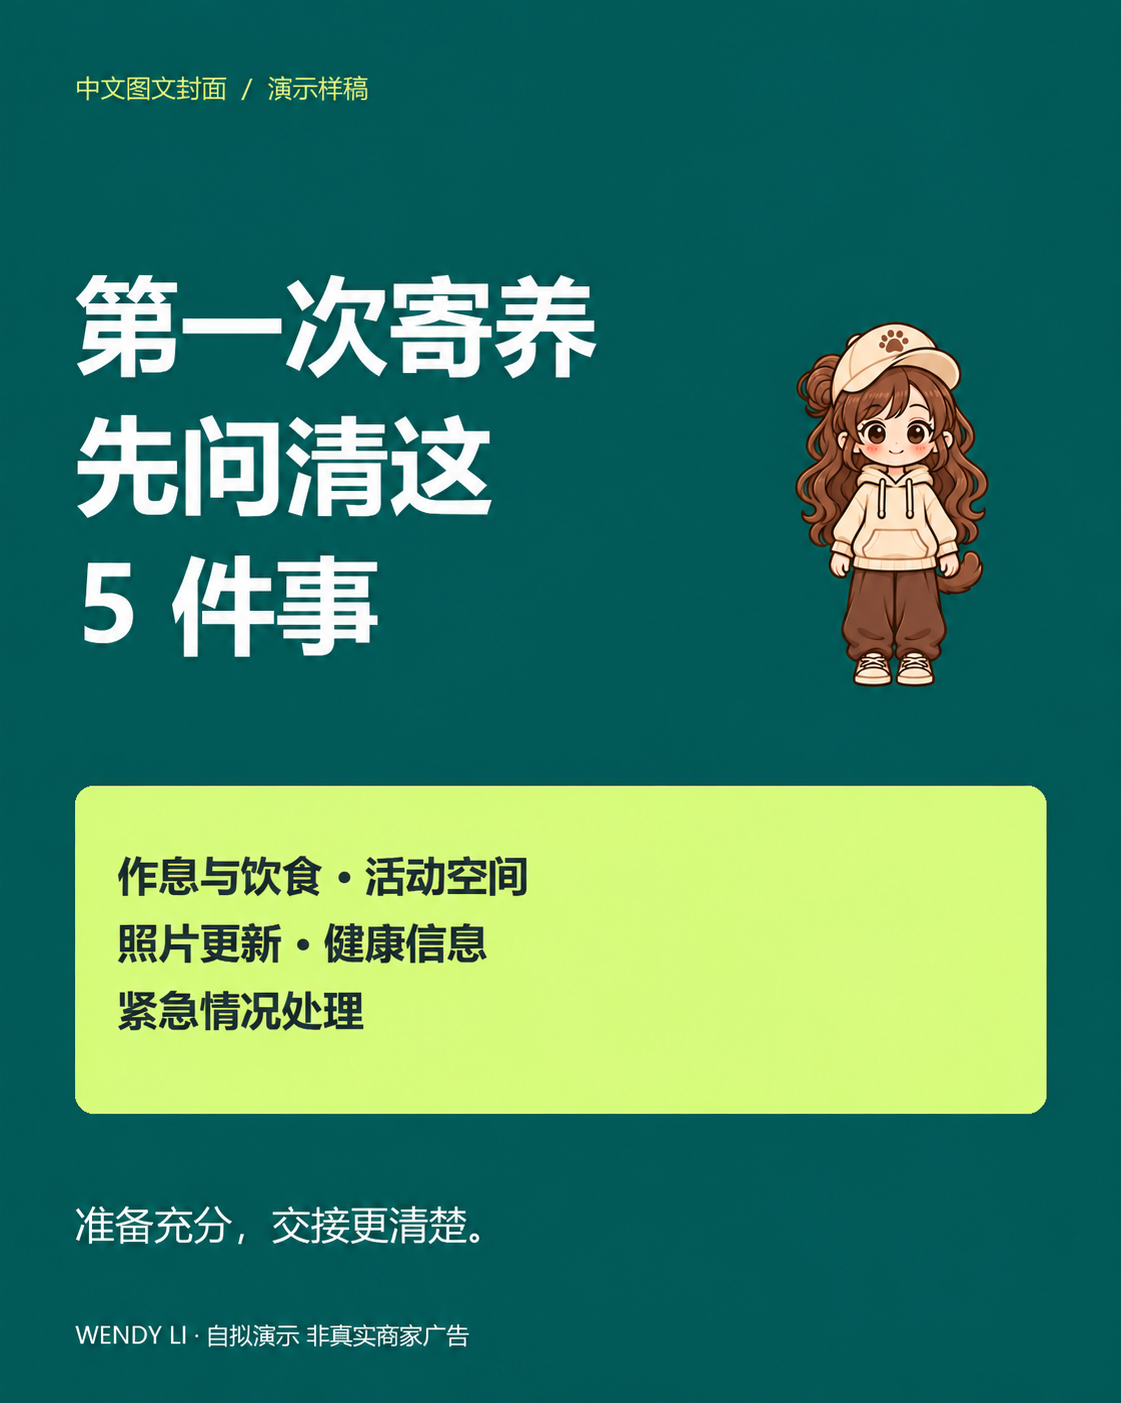 中文图文封面 / 演示样稿
第一次寄养
先问清这
5 件事
作息与饮食 • 活动空间
照片更新 • 健康信息
紧急情况处理
准备充分，交接更清楚。
WENDY LI · 自拟演示 非真实商家广告